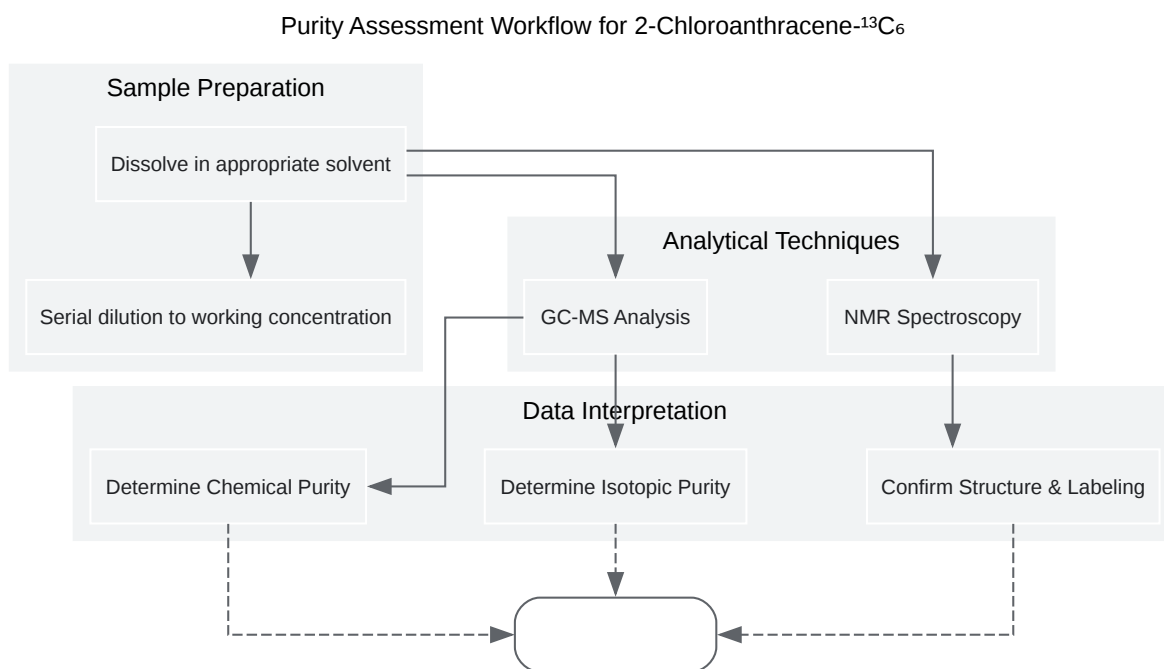 Purity Assessment Workflow for 2-Chloroanthracene-¹³C₆
Sample Preparation
Dissolve in appropriate solvent
Analytical Techniques
Serial dilution to working concentration
GC-MS Analysis
NMR Spectroscopy
Data Interpretation
Determine Chemical Purity
Determine Isotopic Purity
Confirm Structure & Labeling